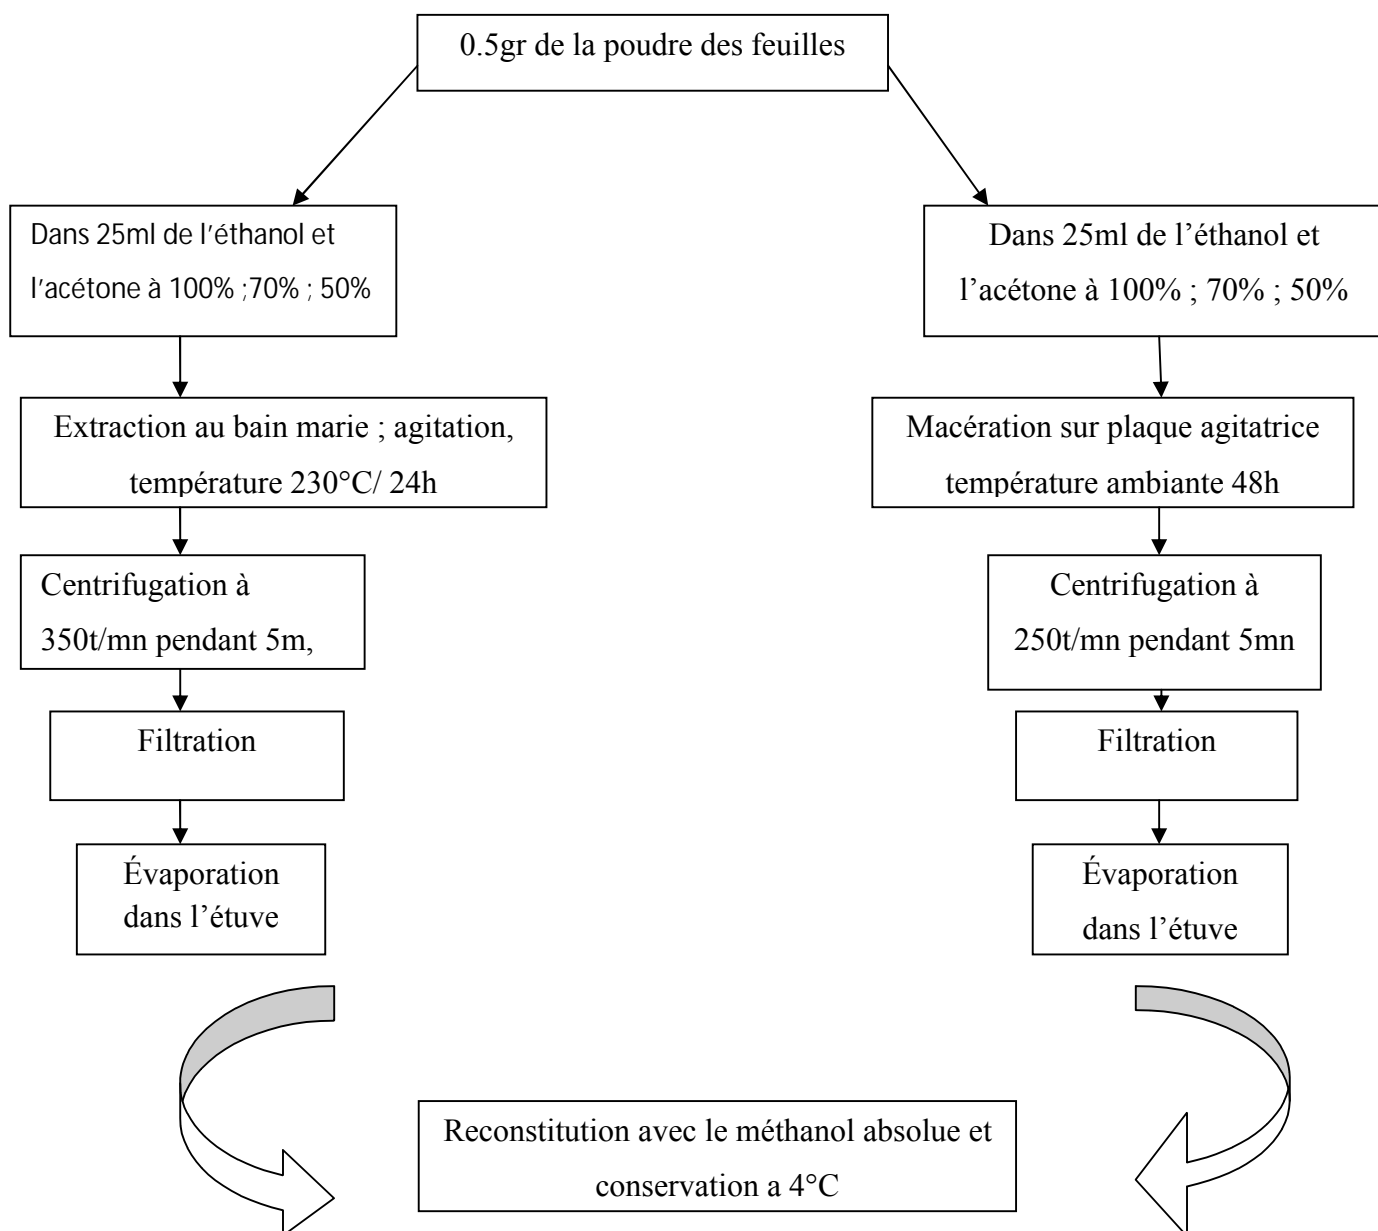 0.5gr de la poudre des feuilles
Dans 25ml de l'éthanol et
l'acétone à 100% ;70% ; 50%
Extraction au bain marie ; agitation,
température 230°C/ 24h
Centrifugation à
350t/mn pendant 5m,
Filtration
Évaporation
dans l'étuve
Dans 25ml de l’éthanol et
l’acétone à 100% ; 70% ; 50%
Macération sur plaque agitatrice
température ambiante 48h
Centrifugation à
250t/mn pendant 5mn
Filtration
Évaporation
dans l’étuve
Reconstitution avec le méthanol absolue et
conservation a 4°C